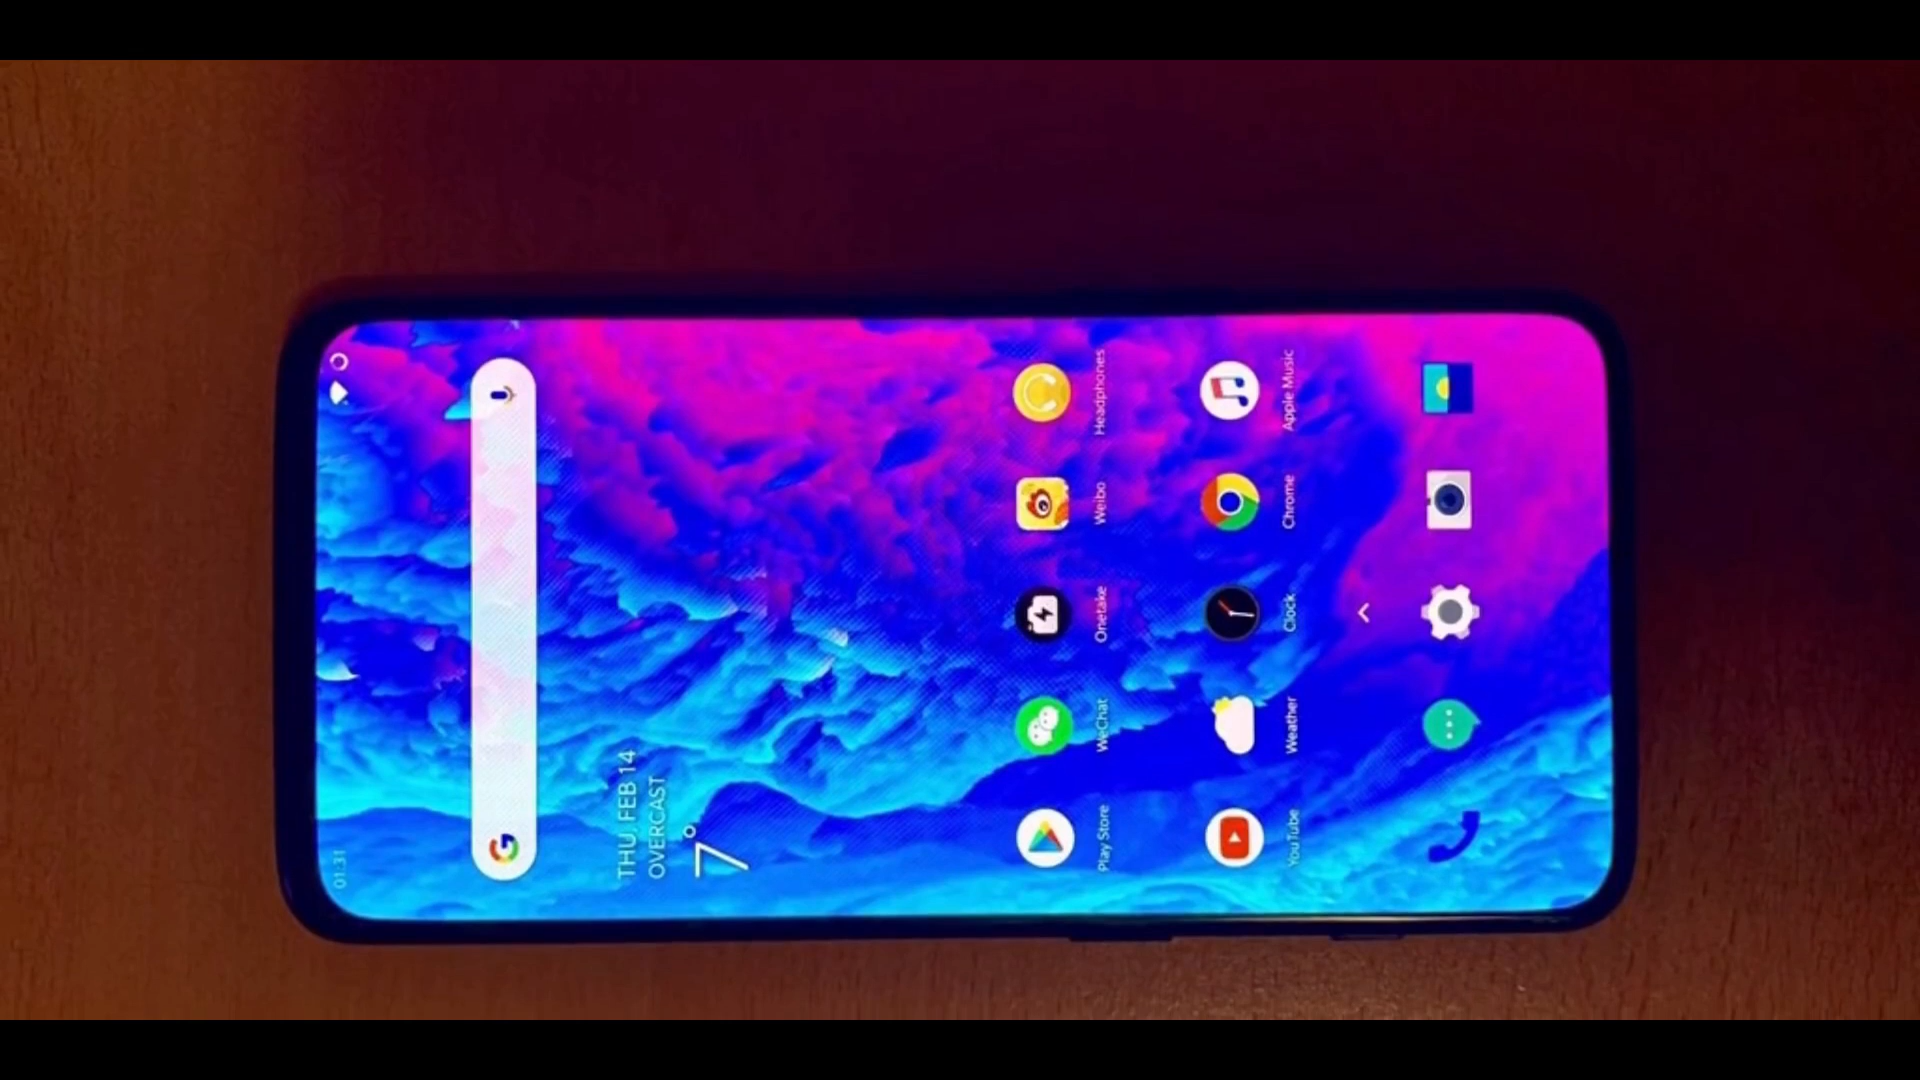 01:31
THU, FEB 14
OVERCAST
7°
Play Store
WeChat
Onetake
Weibo
Headphones
YouTube
Weather
Clock
Chrome
Apple Music